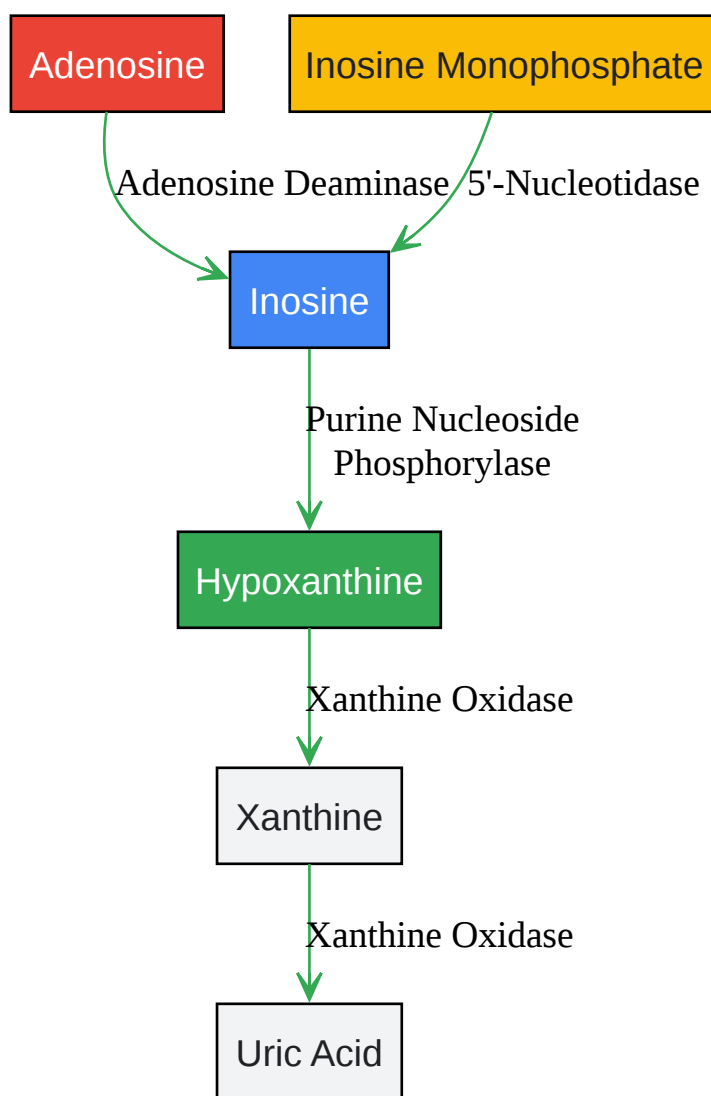 Adenosine
Inosine Monophosphate
Adenosine Deaminase
5'-Nucleotidase
Inosine
Purine Nucleoside
Phosphorylase
Hypoxanthine
Xanthine Oxidase
Xanthine
Xanthine Oxidase
Uric Acid